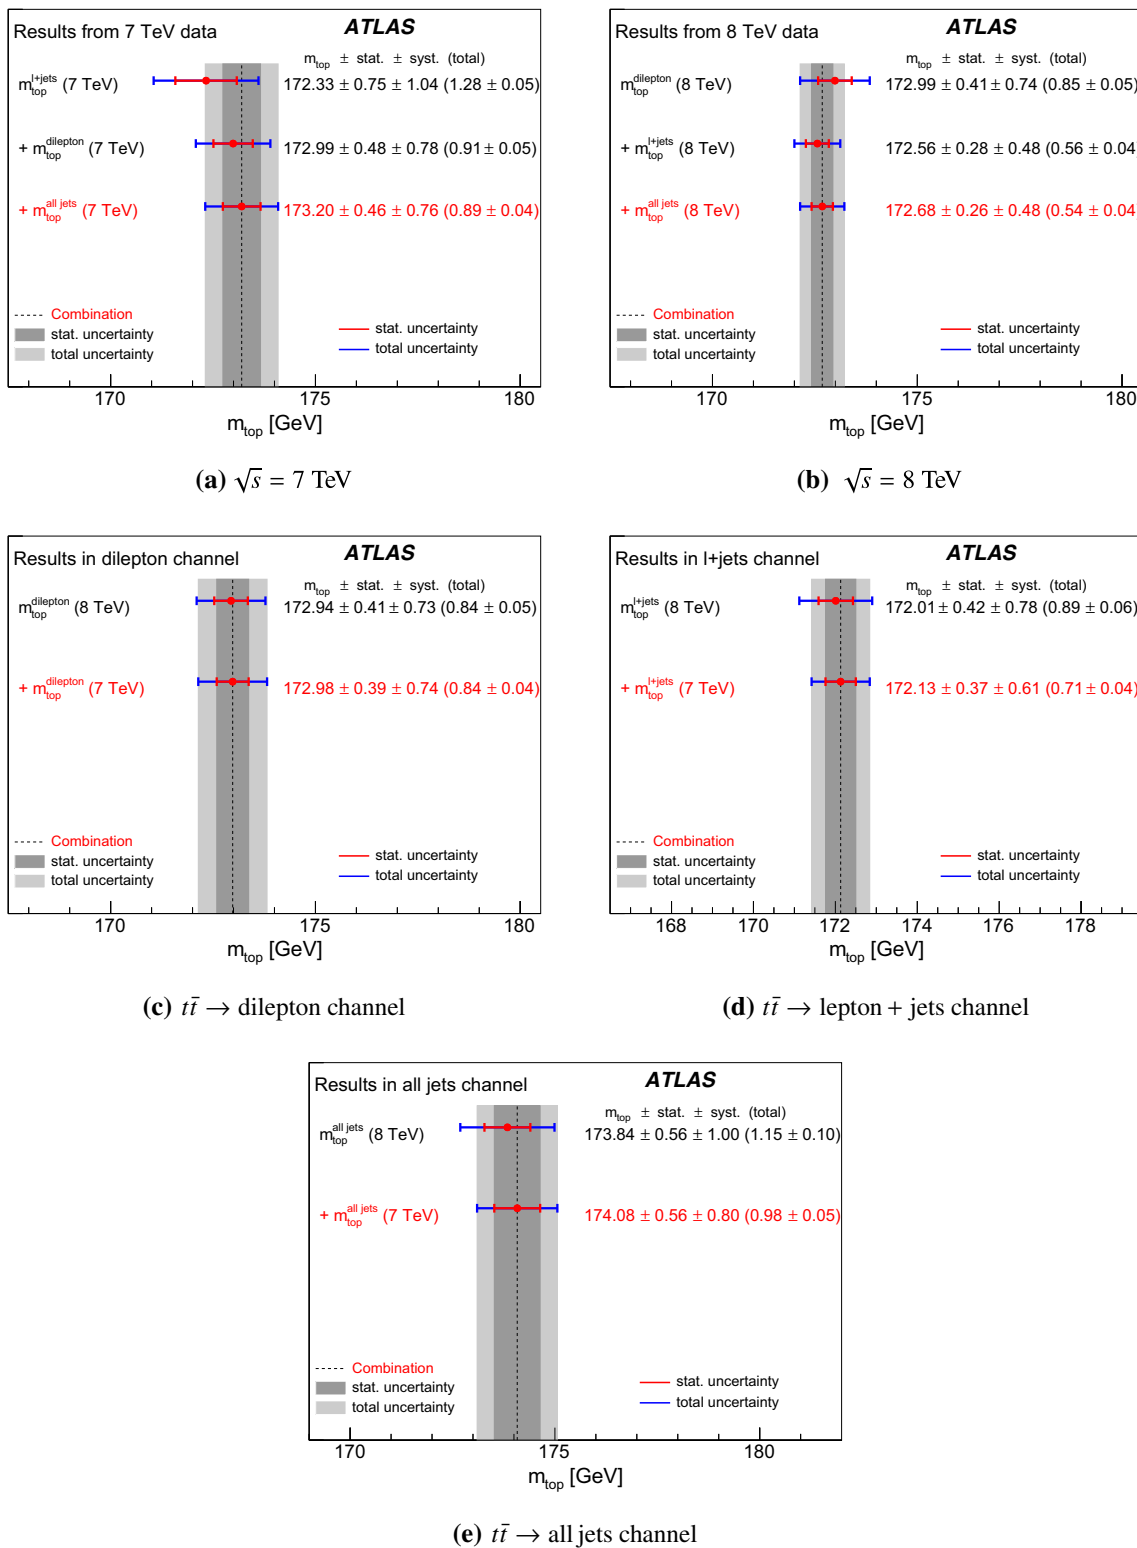 Results from 7 TeV data ATLAS
m_top ± stat. ± syst. (total)
m_top^l+jets (7 TeV) 172.33 ± 0.75 ± 1.04 (1.28 ± 0.05)
+ m_top^dilepton (7 TeV) 172.99 ± 0.48 ± 0.78 (0.91 ± 0.05)
+ m_top^all jets (7 TeV) 173.20 ± 0.46 ± 0.76 (0.89 ± 0.04)
Combination
stat. uncertainty stat. uncertainty
total uncertainty total uncertainty
170 175 180
m_top [GeV]
(a) √s = 7 TeV
Results from 8 TeV data ATLAS
m_top ± stat. ± syst. (total)
m_top^dilepton (8 TeV) 172.99 ± 0.41 ± 0.74 (0.85 ± 0.05)
+ m_top^l+jets (8 TeV) 172.56 ± 0.28 ± 0.48 (0.56 ± 0.04)
+ m_top^all jets (8 TeV) 172.68 ± 0.26 ± 0.48 (0.54 ± 0.04)
Combination
stat. uncertainty stat. uncertainty
total uncertainty total uncertainty
170 175 180
m_top [GeV]
(b) √s = 8 TeV
Results in dilepton channel ATLAS
m_top ± stat. ± syst. (total)
m_top^dilepton (8 TeV) 172.94 ± 0.41 ± 0.73 (0.84 ± 0.05)
+ m_top^dilepton (7 TeV) 172.98 ± 0.39 ± 0.74 (0.84 ± 0.04)
Combination
stat. uncertainty stat. uncertainty
total uncertainty total uncertainty
170 175 180
m_top [GeV]
(c) tt̄ → dilepton channel
Results in l+jets channel ATLAS
m_top ± stat. ± syst. (total)
m_top^l+jets (8 TeV) 172.01 ± 0.42 ± 0.78 (0.89 ± 0.06)
+ m_top^l+jets (7 TeV) 172.13 ± 0.37 ± 0.61 (0.71 ± 0.04)
Combination
stat. uncertainty stat. uncertainty
total uncertainty total uncertainty
168 170 172 174 176 178
m_top [GeV]
(d) tt̄ → lepton + jets channel
Results in all jets channel ATLAS
m_top ± stat. ± syst. (total)
m_top^all jets (8 TeV) 173.84 ± 0.56 ± 1.00 (1.15 ± 0.10)
+ m_top^all jets (7 TeV) 174.08 ± 0.56 ± 0.80 (0.98 ± 0.05)
Combination
stat. uncertainty stat. uncertainty
total uncertainty total uncertainty
170 175 180
m_top [GeV]
(e) tt̄ → all jets channel